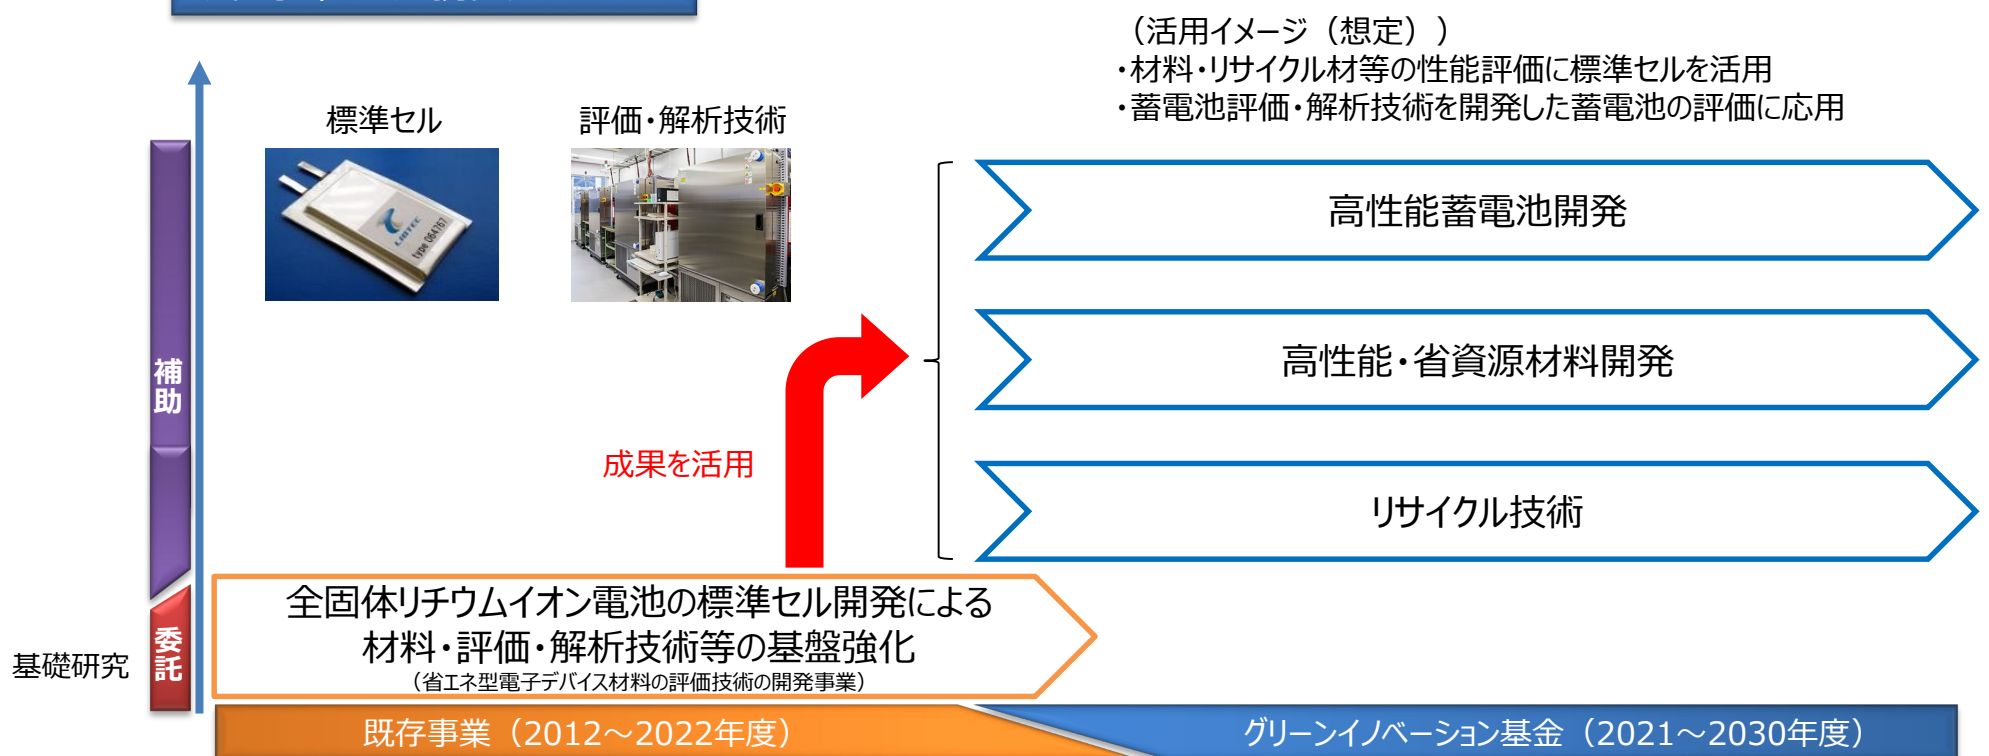 （活用イメージ（想定））
・材料・リサイクル材等の性能評価に標準セルを活用
・蓄電池評価・解析技術を開発した蓄電池の評価に応用
標準セル
評価・解析技術
LIBTEC
type 064767
高性能蓄電池開発
高性能・省資源材料開発
リサイクル技術
補助
成果を活用
全固体リチウムイオン電池の標準セル開発による
材料・評価・解析技術等の基盤強化
（省エネ型電子デバイス材料の評価技術の開発事業）
基礎研究
委託
既存事業（2012～2022年度）
グリーンイノベーション基金（2021～2030年度）